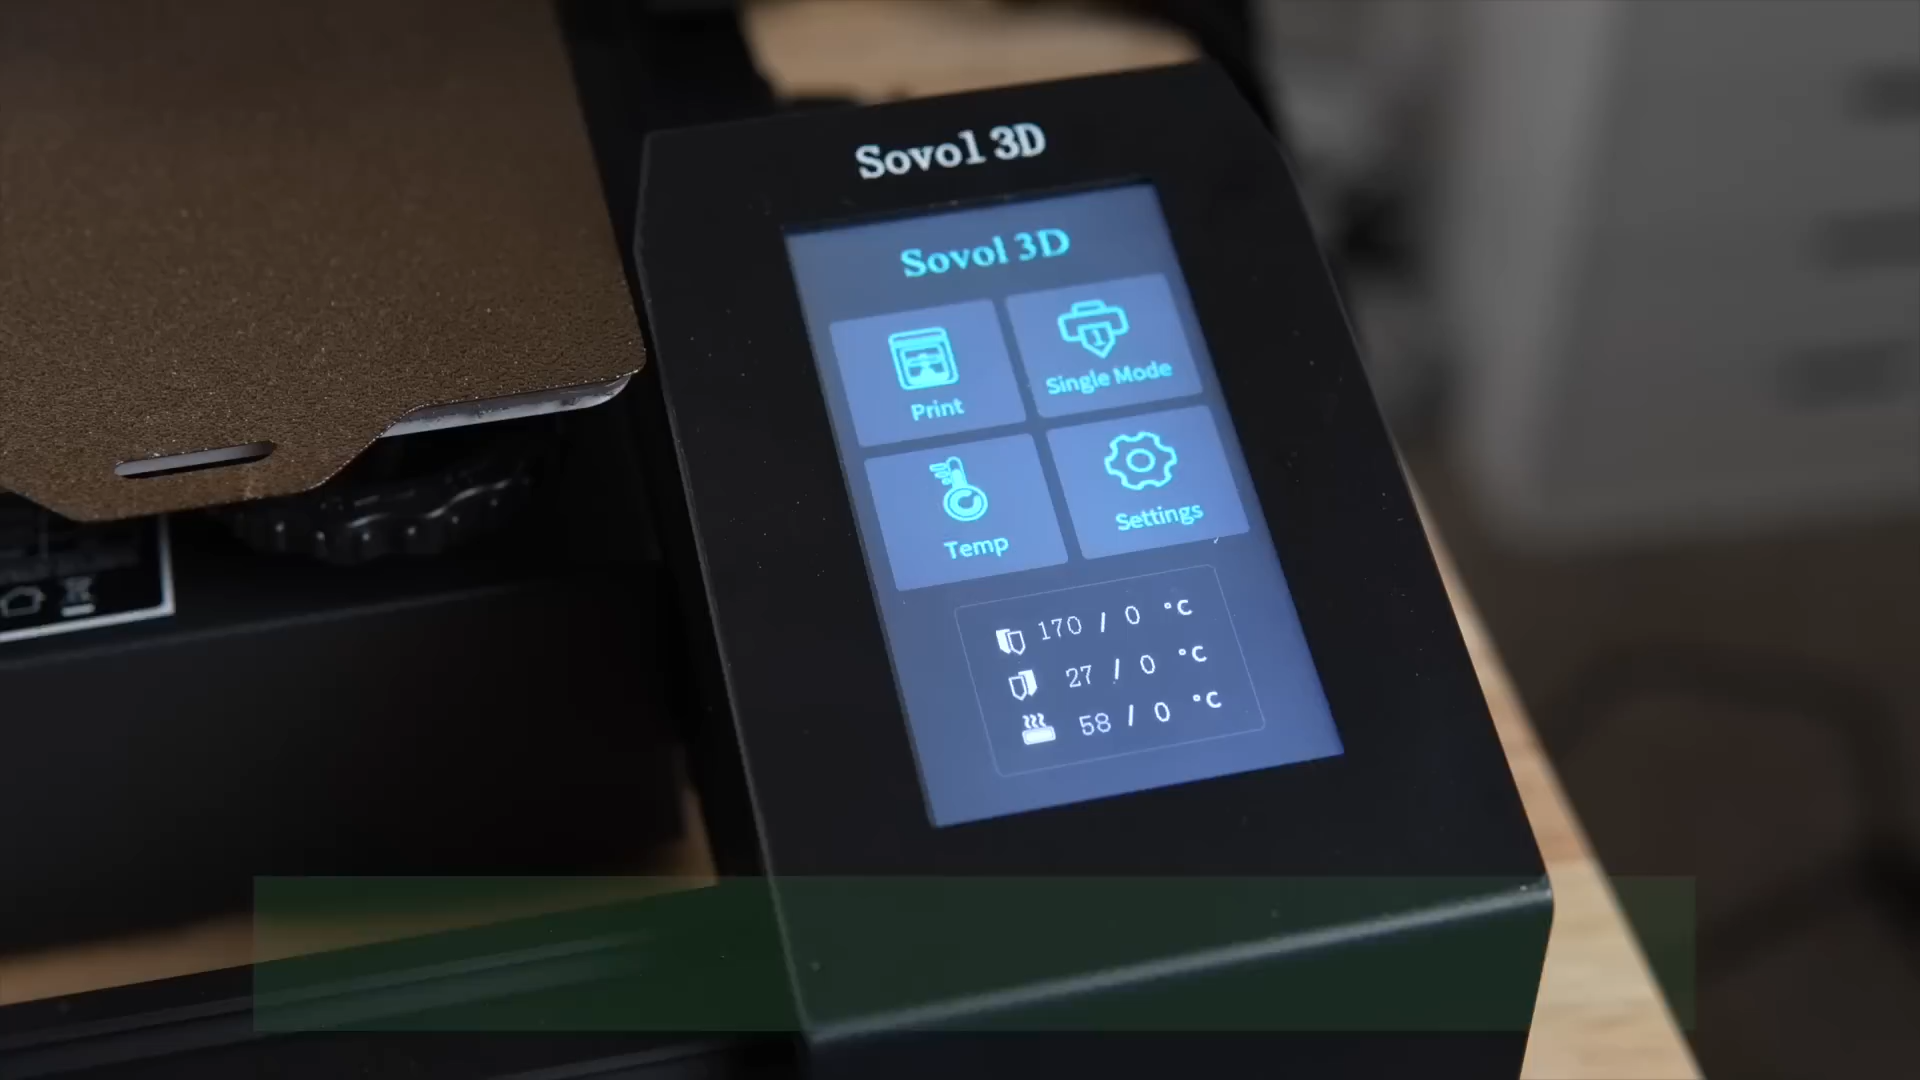 Sovol 3D
Sovol 3D
Print
Single Mode
Temp
Settings
170 / 0 °C
27 / 0 °C
58 / 0 °C